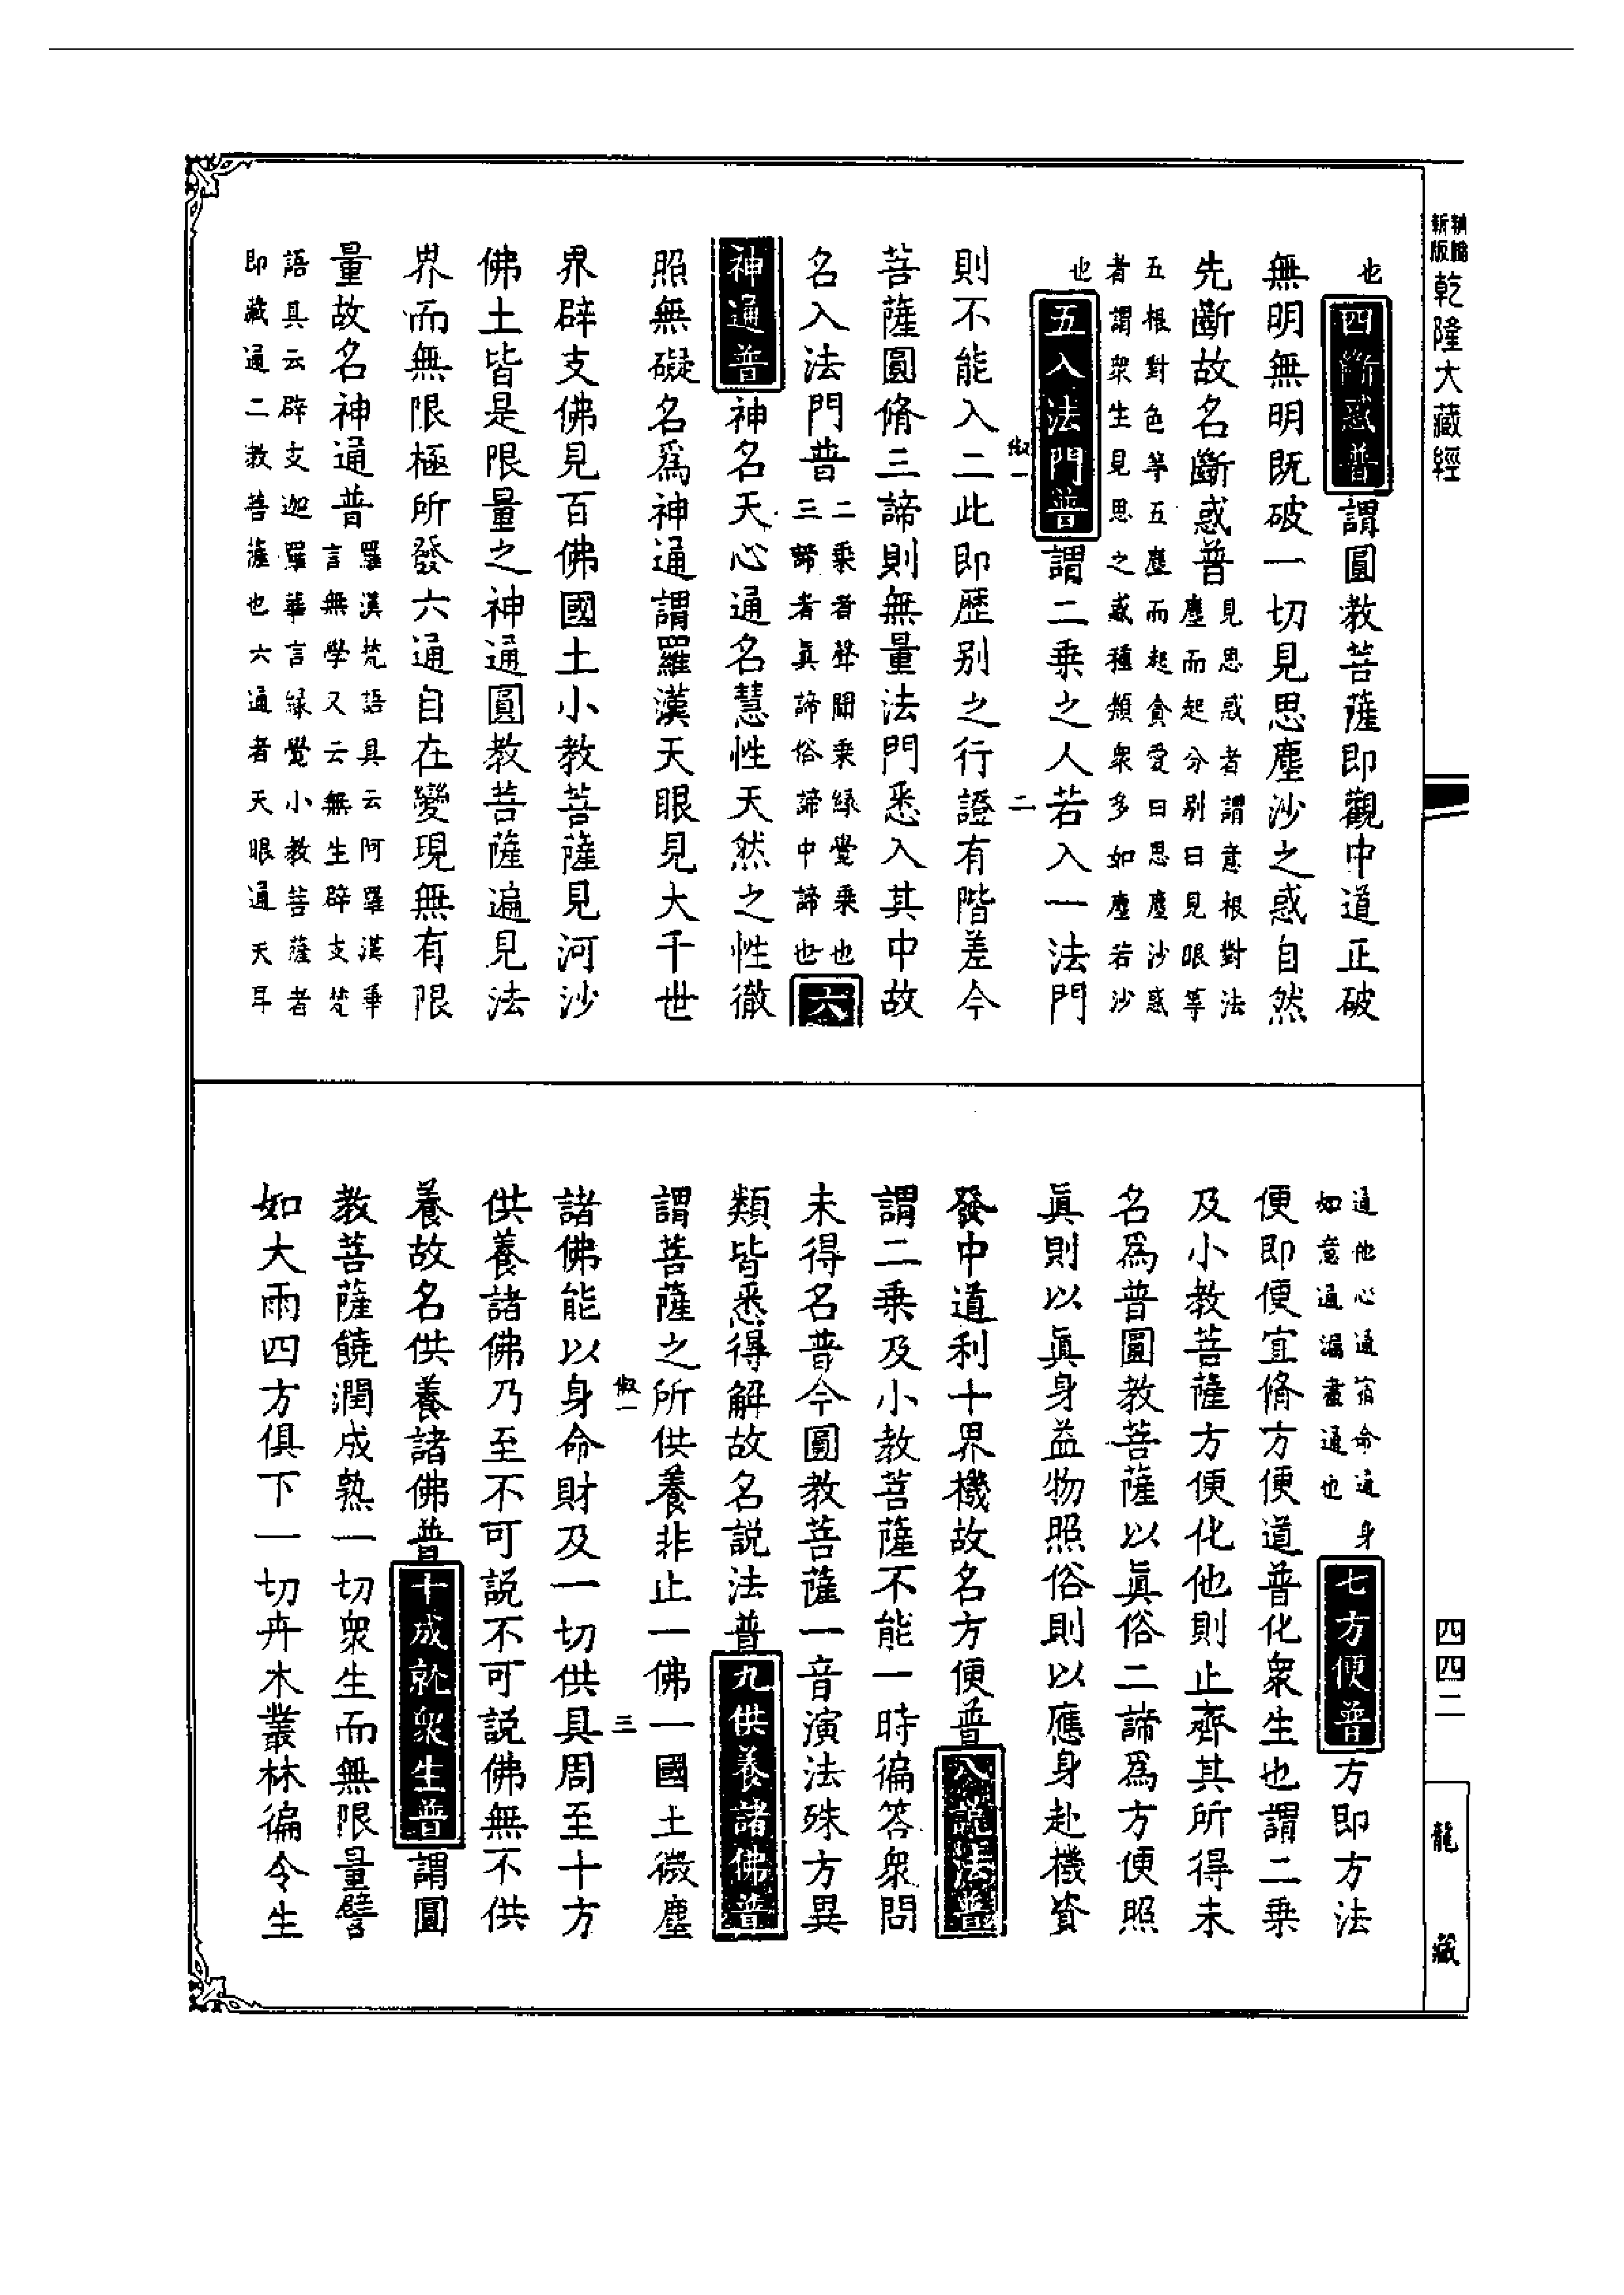 新版
乾隆大藏經
四四二
龍藏
也四斷惑普謂圓教菩薩即觀中道正破
無明無明既破一切見思塵沙之惑自然
先斷故名斷惑普見思惑者謂意根對法
塵而起分别曰見眼等
五根對色等五塵而起貪愛曰思塵沙惑
者謂衆生見思之惑種類衆多如塵若沙
也五入法門普謂二乘之人若入一法門
俶一 二
則不能入二此即歷别之行證有階差今
菩薩圓脩三諦則無量法門悉入其中故
名入法門普二乘者聲聞乘緣覺乘也
三諦者眞諦俗諦中諦也六
神通普神名天心通名慧性天然之性徹
照無礙名爲神通謂羅漢天眼見大千世
界辟支佛見百佛國土小教菩薩見河沙
佛土皆是限量之神通圓教菩薩遍見法
界而無限極所發六通自在變現無有限
量故名神通普羅漢梵語具云阿羅漢華
言無學又云無生辟支梵
語具云辟支迦羅華言緣覺小教菩薩者
即藏通二教菩薩也六通者天眼通天耳
通他心通宿命通身
如意通漏盡通也七方便普方即方法
便即便宜脩方便道普化衆生也謂二乘
及小教菩薩方便化他則止齊其所得未
名爲普圓教菩薩以眞俗二諦爲方便照
眞則以眞身益物照俗則以應身赴機資
發中道利十界機故名方便普八說法普
謂二乘及小教菩薩不能一時徧答衆問
未得名普今圓教菩薩一音演法殊方異
類皆悉得解故名說法普九供養諸佛普
謂菩薩之所供養非止一佛一國土微塵
俶一 三
諸佛能以身命財及一切供具周至十方
供養諸佛乃至不可說不可說佛無不供
養故名供養諸佛普十成就衆生普謂圓
教菩薩饒潤成熟一切衆生而無限量譬
如大雨四方俱下一切卉木叢林徧令生